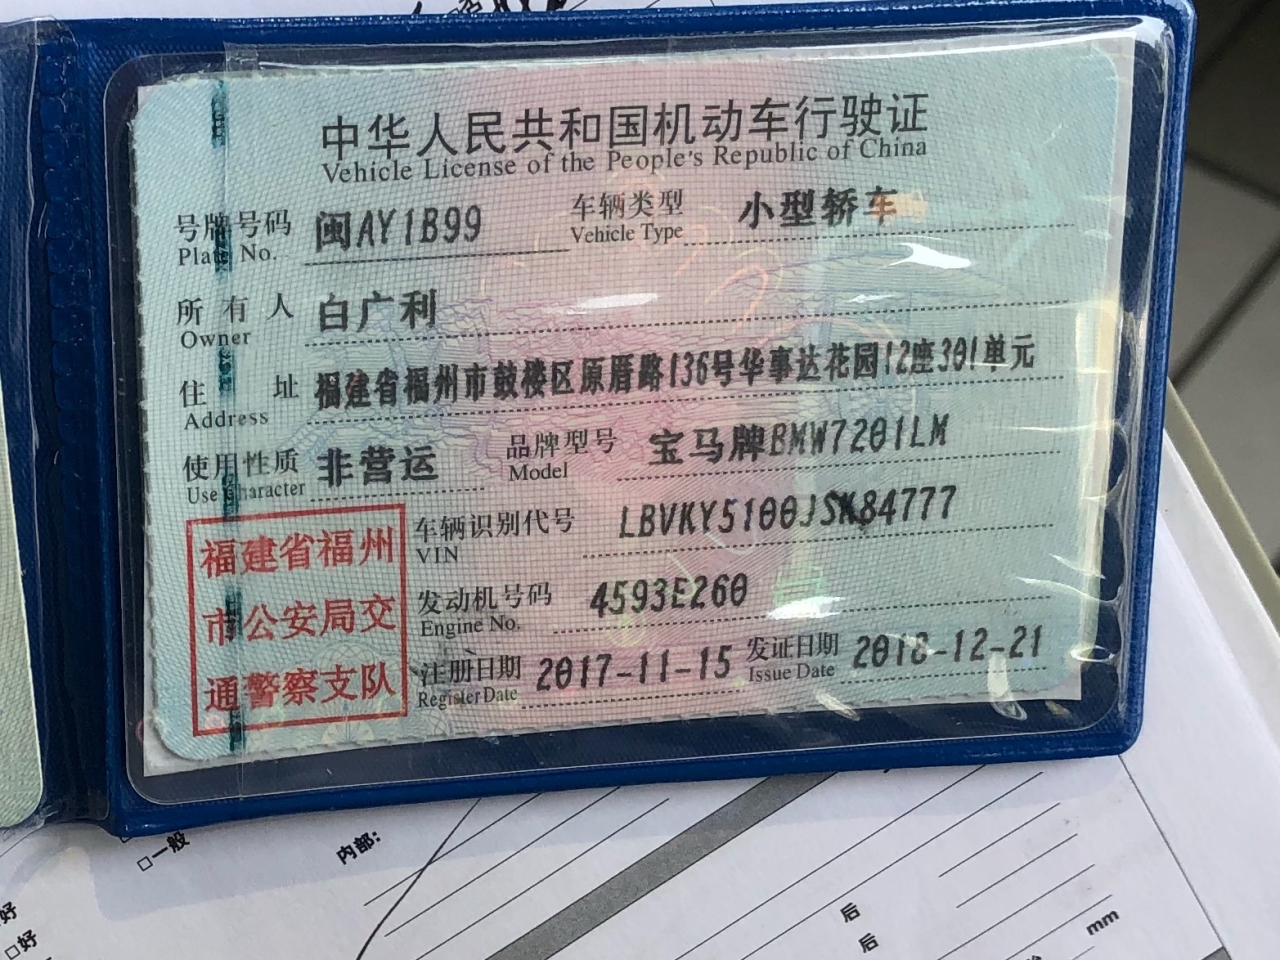 中华人民共和国机动车行驶证
Vehicle License of the People's Republic of China
号牌号码 闽AY1B99 车辆类型 小型轿车
Plate No. Vehicle Type
所有人 白广利
Owner
住址 福建省福州市鼓楼区原厝路136号华事达花园12座301单元
Address
使用性质 非营运 品牌型号 宝马牌BMW7201LM
Use Character Model
福建省福州市公安局交通警察支队
车辆识别代号 LBVKY5100JSK84777
VIN
发动机号码 4593E260
Engine No.
注册日期 2017-11-15 发证日期 2018-12-21
Register Date Issue Date
□一般 内部:
好
□好
后
后
mm